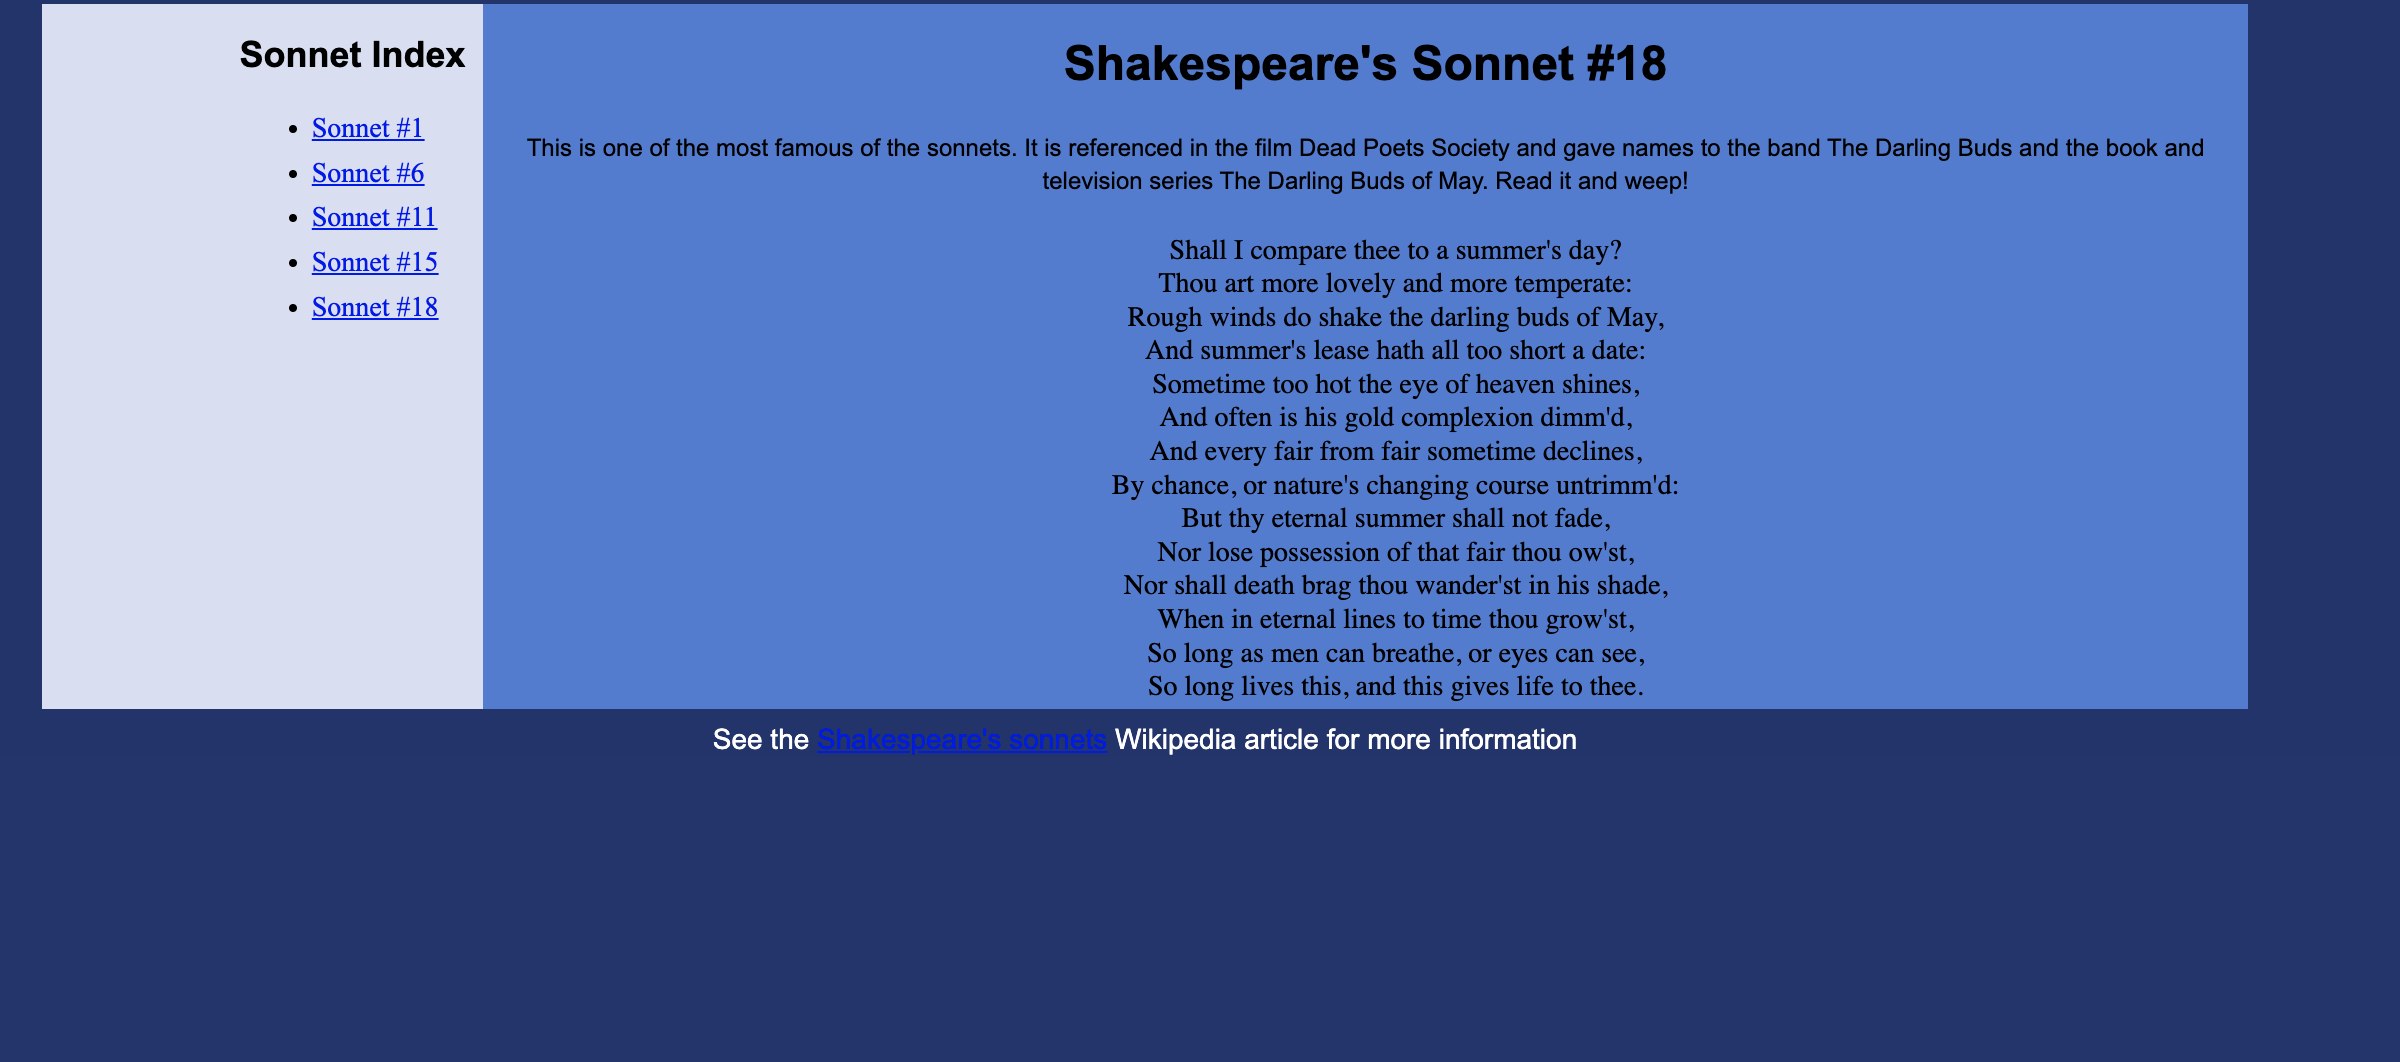 Sonnet Index
Sonnet #1
Sonnet #6
Sonnet #11
Sonnet #15
Sonnet #18
Shakespeare's Sonnet #18
This is one of the most famous of the sonnets. It is referenced in the film Dead Poets Society and gave names to the band The Darling Buds and the book and
television series The Darling Buds of May. Read it and weep!
Shall I compare thee to a summer's day?
Thou art more lovely and more temperate:
Rough winds do shake the darling buds of May,
And summer's lease hath all too short a date:
Sometime too hot the eye of heaven shines,
And often is his gold complexion dimm'd,
And every fair from fair sometime declines,
By chance, or nature's changing course untrimm'd:
But thy eternal summer shall not fade,
Nor lose possession of that fair thou ow'st,
Nor shall death brag thou wander'st in his shade,
When in eternal lines to time thou grow'st,
So long as men can breathe, or eyes can see,
So long lives this, and this gives life to thee.
See the Shakespeare's sonnets Wikipedia article for more information